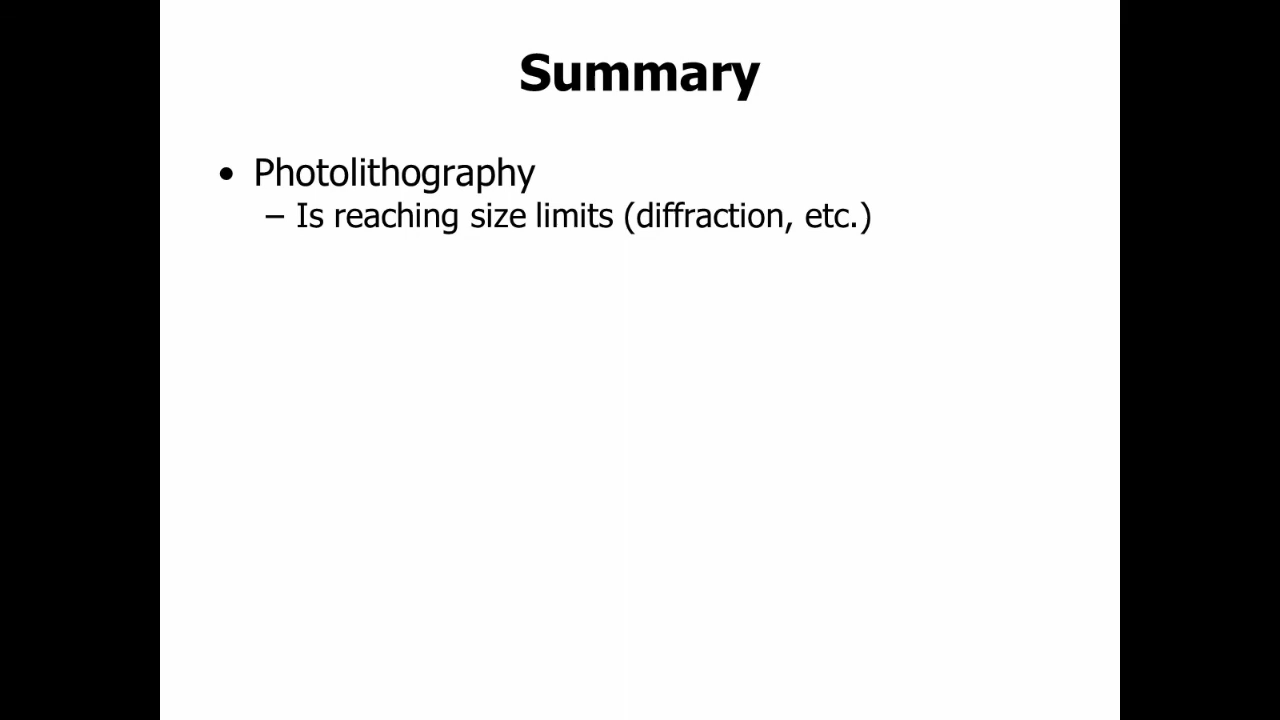 Summary
• Photolithography
– Is reaching size limits (diffraction, etc.)